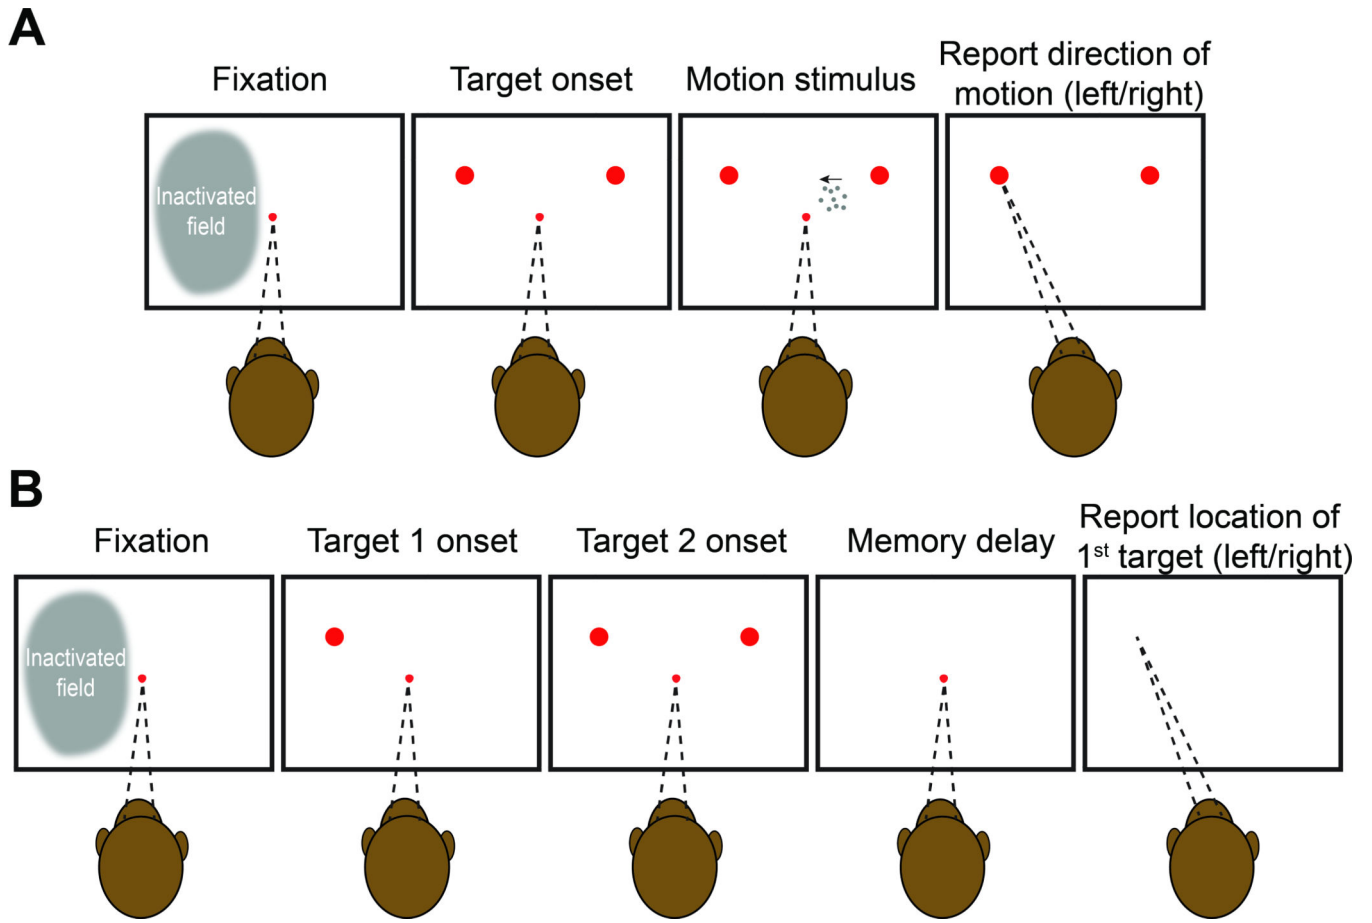 A
Fixation
Target onset
Motion stimulus
Report direction of
motion (left/right)
Inactivated
field
B
Fixation
Target 1 onset
Target 2 onset
Memory delay
Report location of
1st target (left/right)
Inactivated
field